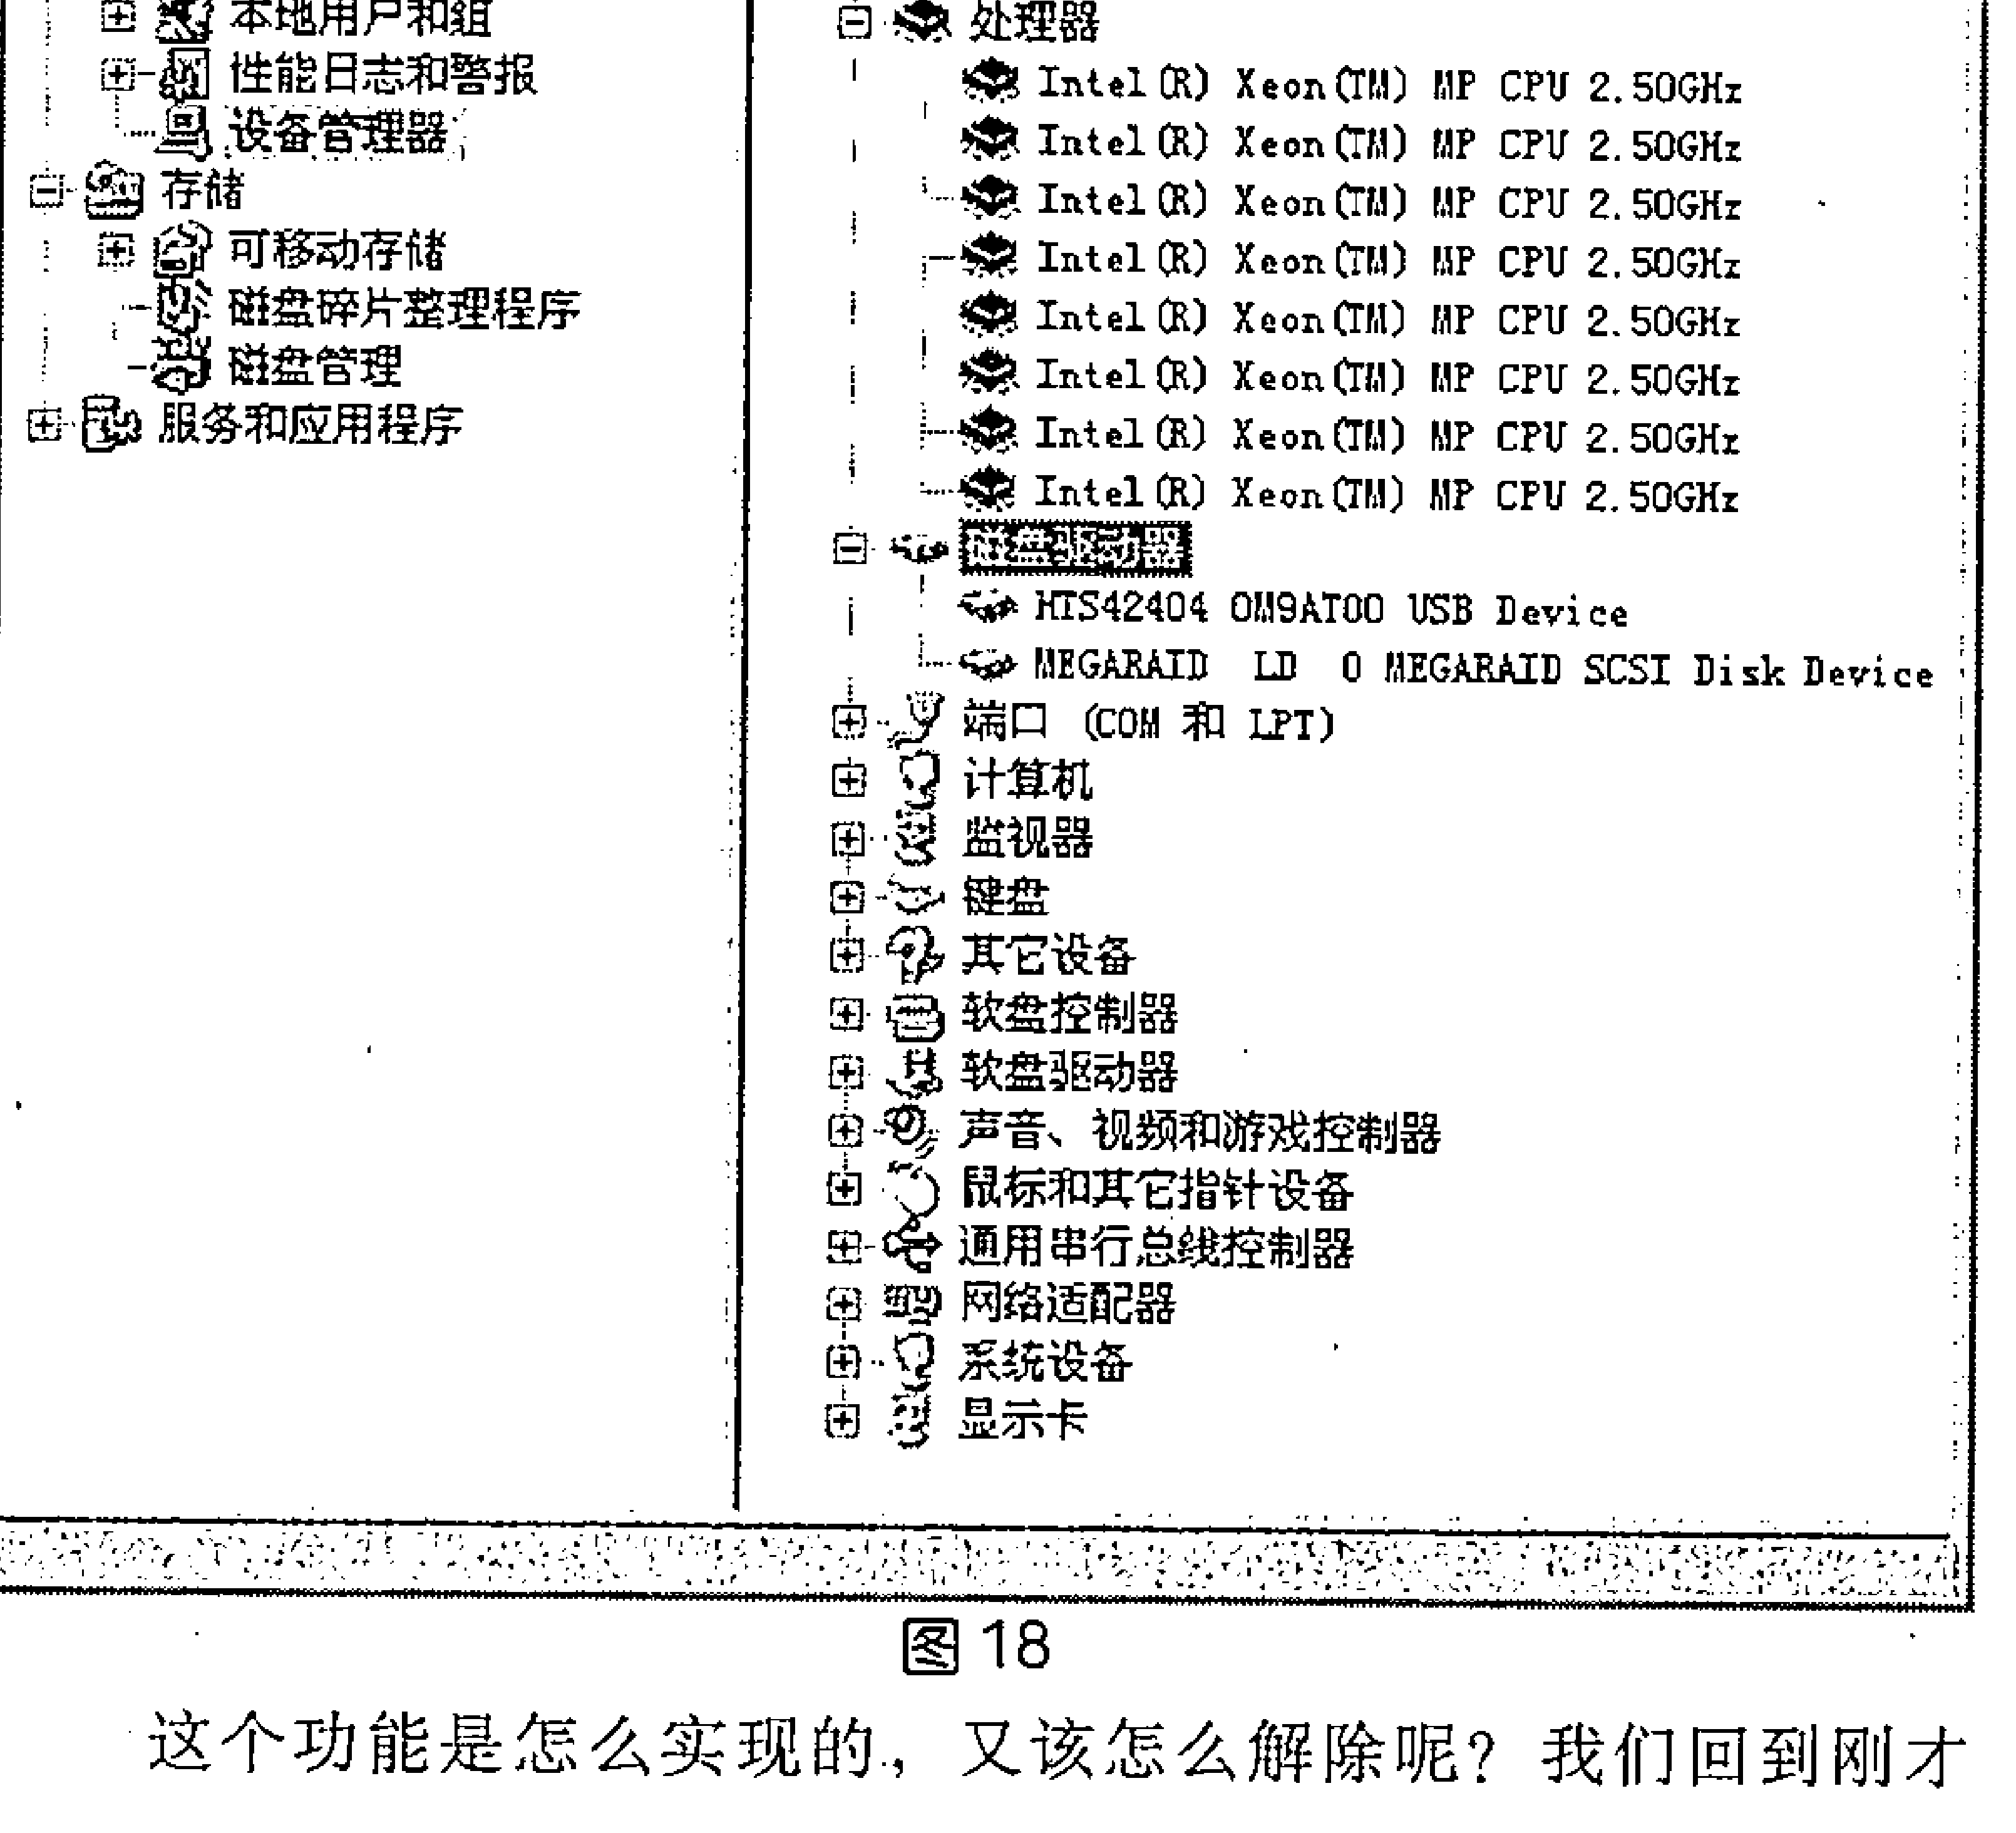 本地用户和组
性能日志和警报
设备管理器
存储
可移动存储
磁盘碎片整理程序
磁盘管理
服务和应用程序
处理器
Intel(R) Xeon(TM) MP CPU 2.50GHz
Intel(R) Xeon(TM) MP CPU 2.50GHz
Intel(R) Xeon(TM) MP CPU 2.50GHz
Intel(R) Xeon(TM) MP CPU 2.50GHz
Intel(R) Xeon(TM) MP CPU 2.50GHz
Intel(R) Xeon(TM) MP CPU 2.50GHz
Intel(R) Xeon(TM) MP CPU 2.50GHz
Intel(R) Xeon(TM) MP CPU 2.50GHz
磁盘驱动器
HTS42404 0M9AT00 USB Device
MEGARAID LD 0 MEGARAID SCSI Disk Device
端口 (COM 和 LPT)
计算机
监视器
键盘
其它设备
软盘控制器
软盘驱动器
声音、视频和游戏控制器
鼠标和其它指针设备
通用串行总线控制器
网络适配器
系统设备
显示卡
图 18
这个功能是怎么实现的，又该怎么解除呢？我们回到刚才